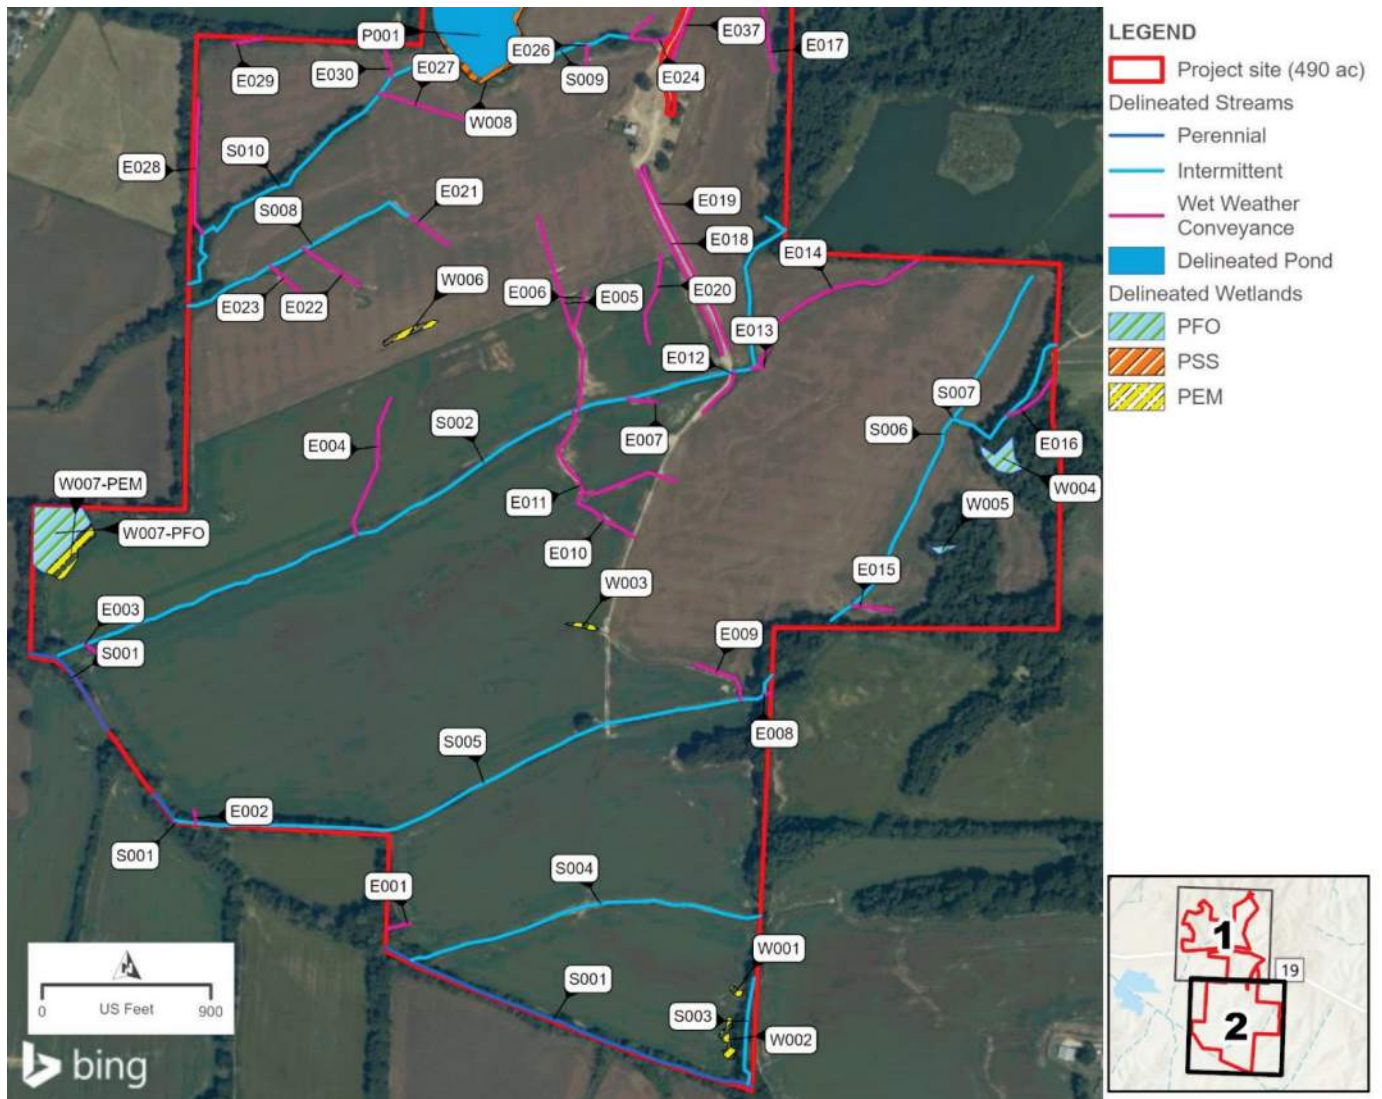 P001
E026
E037
E017
E029
E030
E027
S009
E024
W008
E028
S010
S008
E021
E019
E018
E014
W006
E006
E005
E020
E023
E022
E013
E012
S007
S002
S006
E004
E007
E016
W007-PEM
E011
W005
W004
W007-PFO
E010
E015
W003
E003
S001
E009
S005
E008
E002
S001
S004
E001
W001
S001
S003
W002
0
US Feet
900
bing
LEGEND
Project site (490 ac)
Delineated Streams
Perennial
Intermittent
Wet Weather
Conveyance
Delineated Pond
Delineated Wetlands
PFO
PSS
PEM
1
19
2